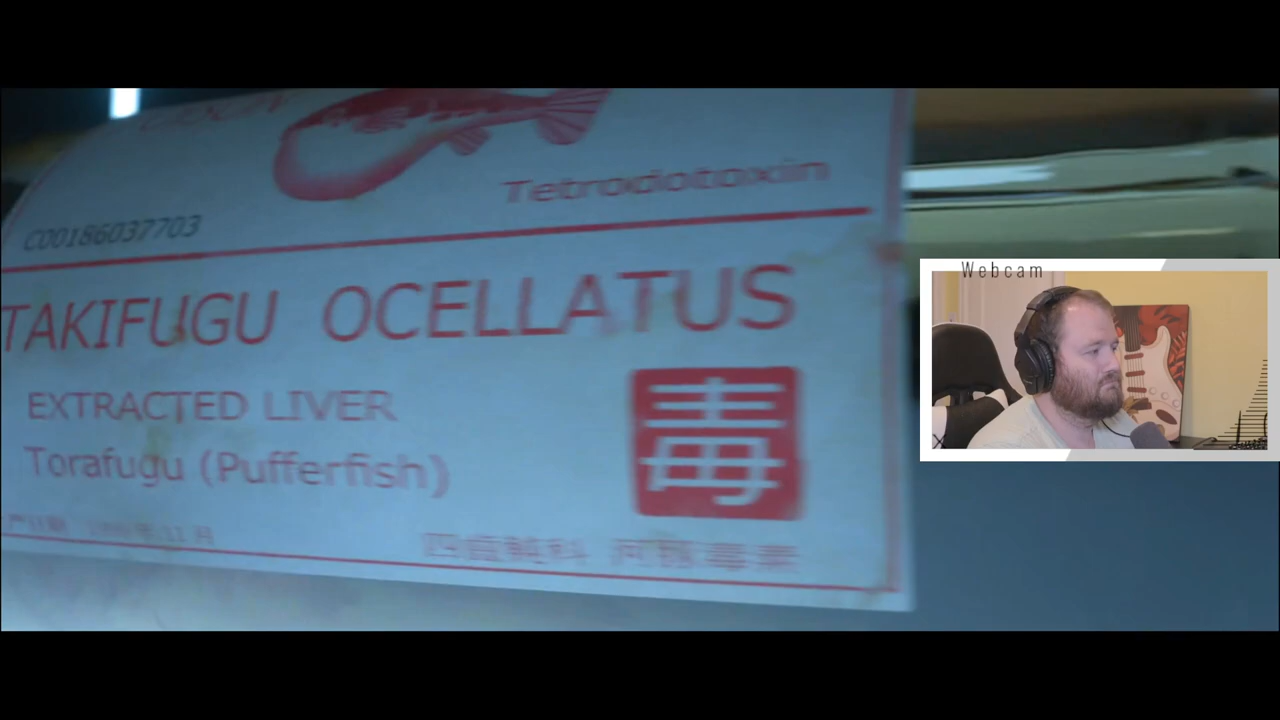 Tetrodotoxin
C00186037703
TAKIFUGU OCELLATUS
EXTRACTED LIVER
Torafugu (Pufferfish)
毒
Webcam